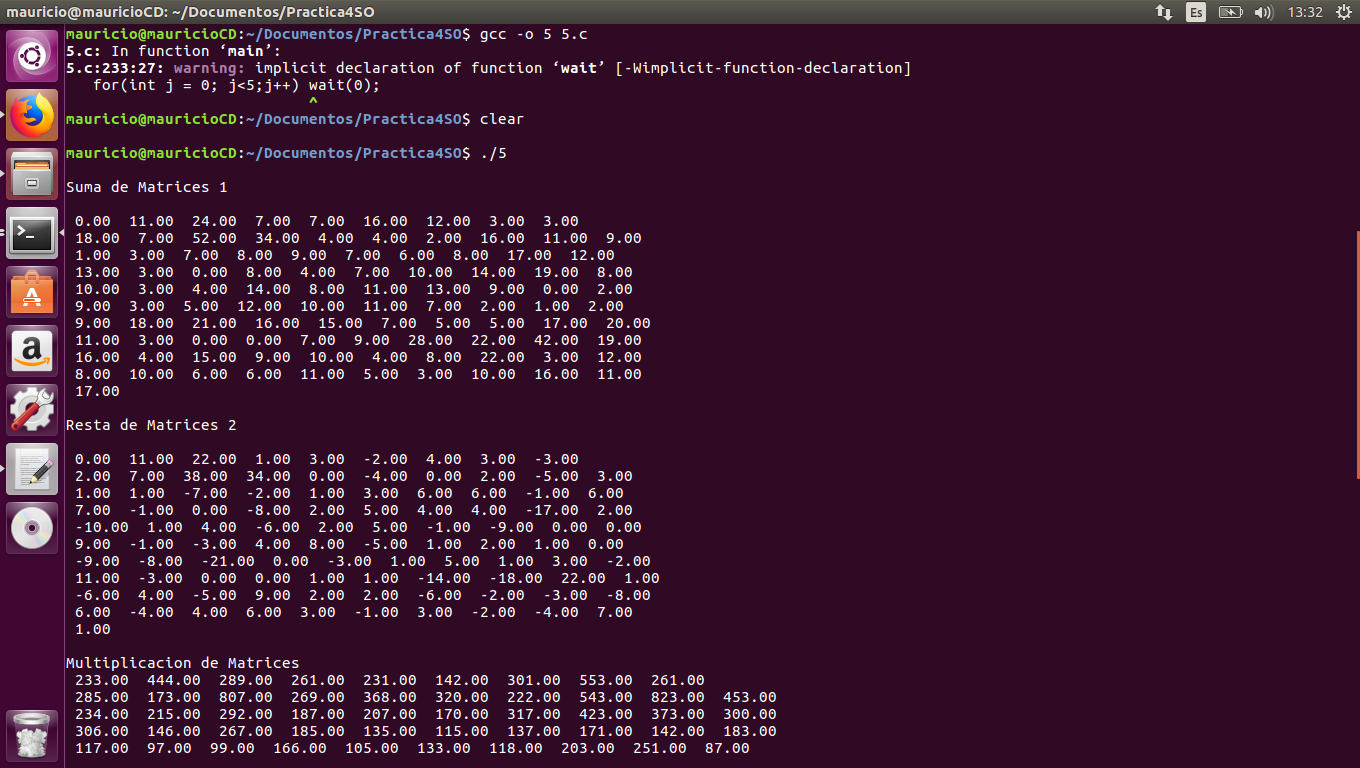 mauricio@mauricioCD: ~/Documentos/Practica4SO
Es
13:32
mauricio@mauricioCD:~/Documentos/Practica4SO$ gcc -o 5 5.c
5.c: In function ‘main’:
5.c:233:27: warning: implicit declaration of function ‘wait’ [-Wimplicit-function-declaration]
for(int j = 0; j<5;j++) wait(0);
^
mauricio@mauricioCD:~/Documentos/Practica4SO$ clear
mauricio@mauricioCD:~/Documentos/Practica4SO$ ./5
Suma de Matrices 1
0.00 11.00 24.00 7.00 7.00 16.00 12.00 3.00 3.00
18.00 7.00 52.00 34.00 4.00 4.00 2.00 16.00 11.00 9.00
1.00 3.00 7.00 8.00 9.00 7.00 6.00 8.00 17.00 12.00
13.00 3.00 0.00 8.00 4.00 7.00 10.00 14.00 19.00 8.00
10.00 3.00 4.00 14.00 8.00 11.00 13.00 9.00 0.00 2.00
9.00 3.00 5.00 12.00 10.00 11.00 7.00 2.00 1.00 2.00
9.00 18.00 21.00 16.00 15.00 7.00 5.00 5.00 17.00 20.00
11.00 3.00 0.00 0.00 7.00 9.00 28.00 22.00 42.00 19.00
16.00 4.00 15.00 9.00 10.00 4.00 8.00 22.00 3.00 12.00
8.00 10.00 6.00 6.00 11.00 5.00 3.00 10.00 16.00 11.00
17.00
Resta de Matrices 2
0.00 11.00 22.00 1.00 3.00 -2.00 4.00 3.00 -3.00
2.00 7.00 38.00 34.00 0.00 -4.00 0.00 2.00 -5.00 3.00
1.00 1.00 -7.00 -2.00 1.00 3.00 6.00 6.00 -1.00 6.00
7.00 -1.00 0.00 -8.00 2.00 5.00 4.00 4.00 -17.00 2.00
-10.00 1.00 4.00 -6.00 2.00 5.00 -1.00 -9.00 0.00 0.00
9.00 -1.00 -3.00 4.00 8.00 -5.00 1.00 2.00 1.00 0.00
-9.00 -8.00 -21.00 0.00 -3.00 1.00 5.00 1.00 3.00 -2.00
11.00 -3.00 0.00 0.00 1.00 1.00 -14.00 -18.00 22.00 1.00
-6.00 4.00 -5.00 9.00 2.00 2.00 -6.00 -2.00 -3.00 -8.00
6.00 -4.00 4.00 6.00 3.00 -1.00 3.00 -2.00 -4.00 7.00
1.00
Multiplicacion de Matrices
233.00 444.00 289.00 261.00 231.00 142.00 301.00 553.00 261.00
285.00 173.00 807.00 269.00 368.00 320.00 222.00 543.00 823.00 453.00
234.00 215.00 292.00 187.00 207.00 170.00 317.00 423.00 373.00 300.00
306.00 146.00 267.00 185.00 135.00 115.00 137.00 171.00 142.00 183.00
117.00 97.00 99.00 166.00 105.00 133.00 118.00 203.00 251.00 87.00